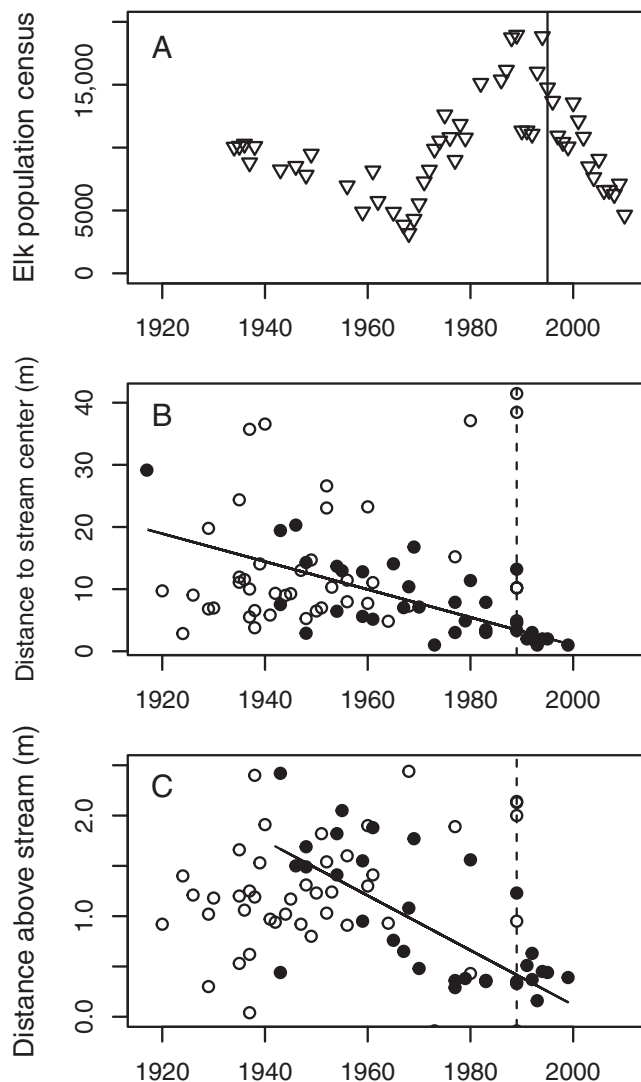 Elk population census
A
15,000
5000
0
1920 1940 1960 1980 2000
Distance to stream center (m)
B
40
30
20
10
0
1920 1940 1960 1980 2000
Distance above stream (m)
C
2.0
1.0
0.0
1920 1940 1960 1980 2000